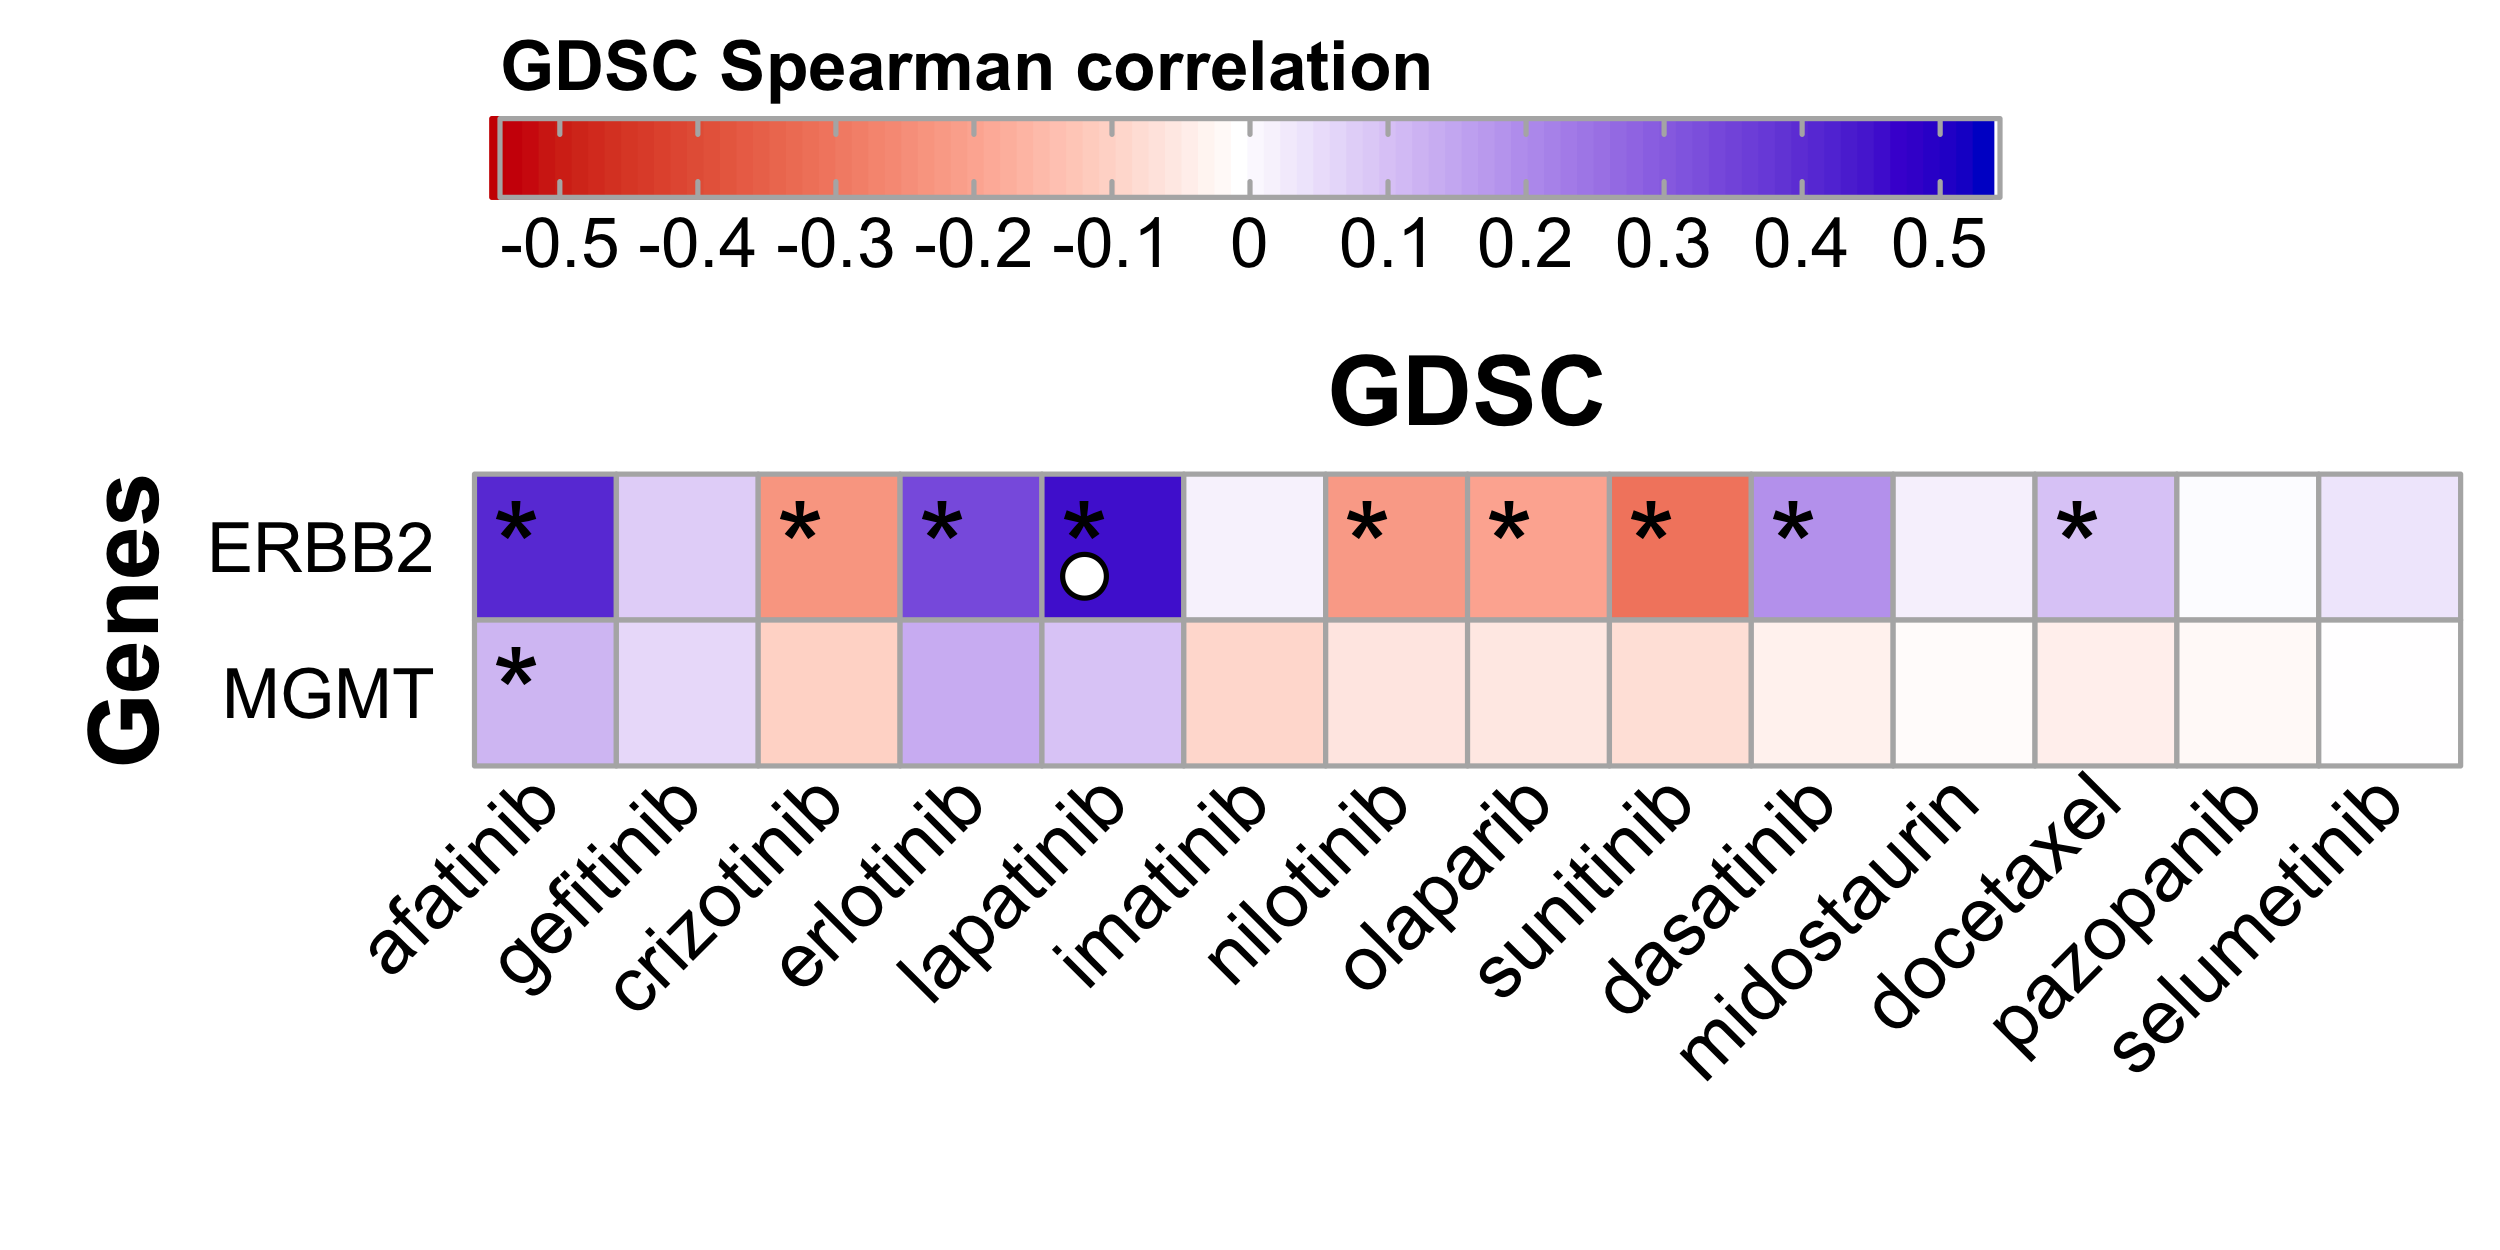 GDSC Spearman correlation
-0.5 -0.4 -0.3 -0.2 -0.1 0 0.1 0.2 0.3 0.4 0.5
GDSC
Genes
ERBB2 * * * * * * * * *
MGMT *
afatinib gefitinib crizotinib erlotinib lapatinib imatinib nilotinib olaparib sunitinib dasatinib midostaurin docetaxel pazopanib selumetinib